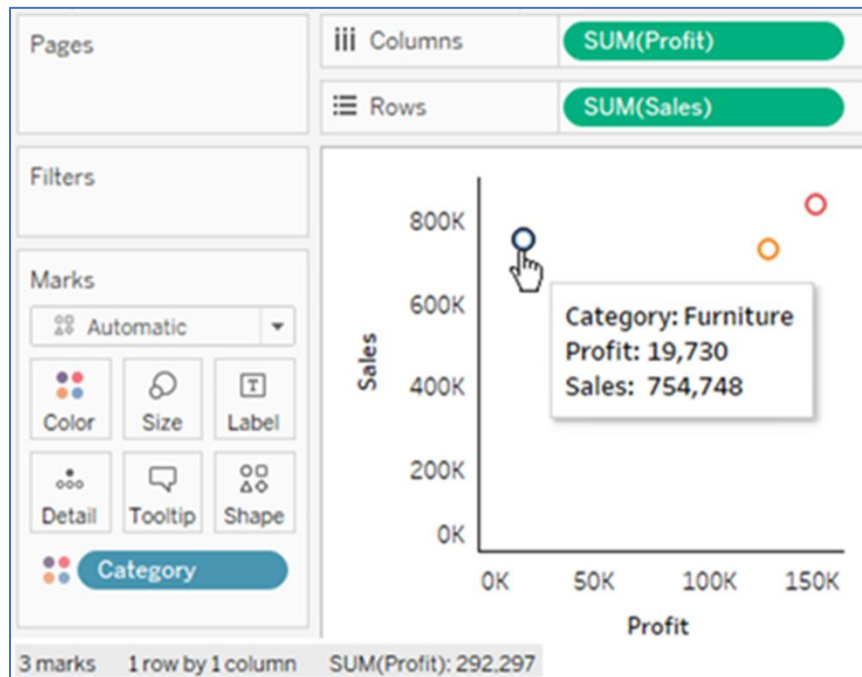 Pages
Columns
SUM(Profit)
Rows
SUM(Sales)
Filters
Marks
Automatic
Color
Size
T
Label
Detail
Tooltip
Shape
Category
Sales
800K
600K
400K
200K
0K
Category: Furniture
Profit: 19,730
Sales: 754,748
0K 50K 100K 150K
Profit
3 marks 1 row by 1 column SUM(Profit): 292,297